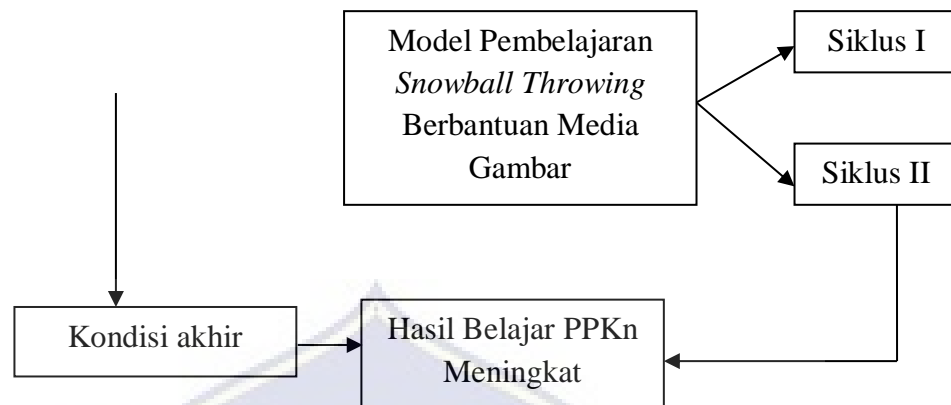 Model Pembelajaran
Snowball Throwing
Berbantuan Media
Gambar
Siklus I
Siklus II
Kondisi akhir
Hasil Belajar PPKn
Meningkat